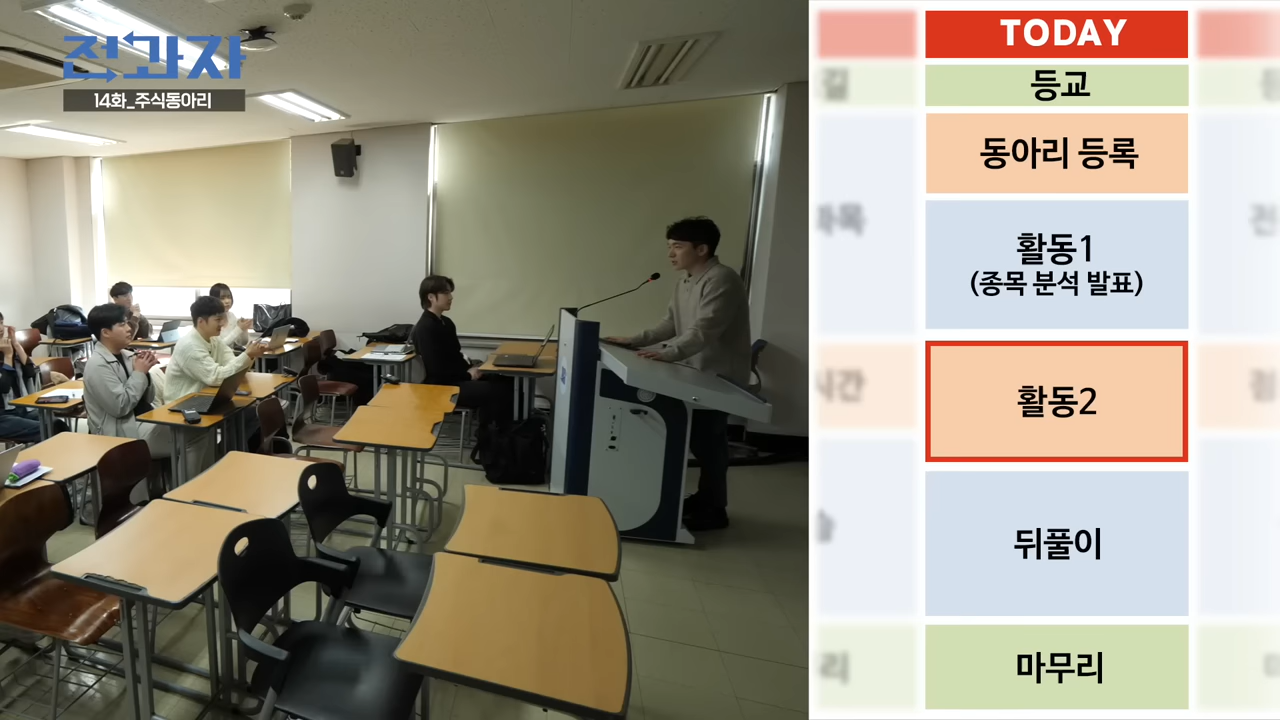 전과자
14화_주식동아리
TODAY
등교
동아리 등록
활동1
(종목 분석 발표)
활동2
뒤풀이
마무리